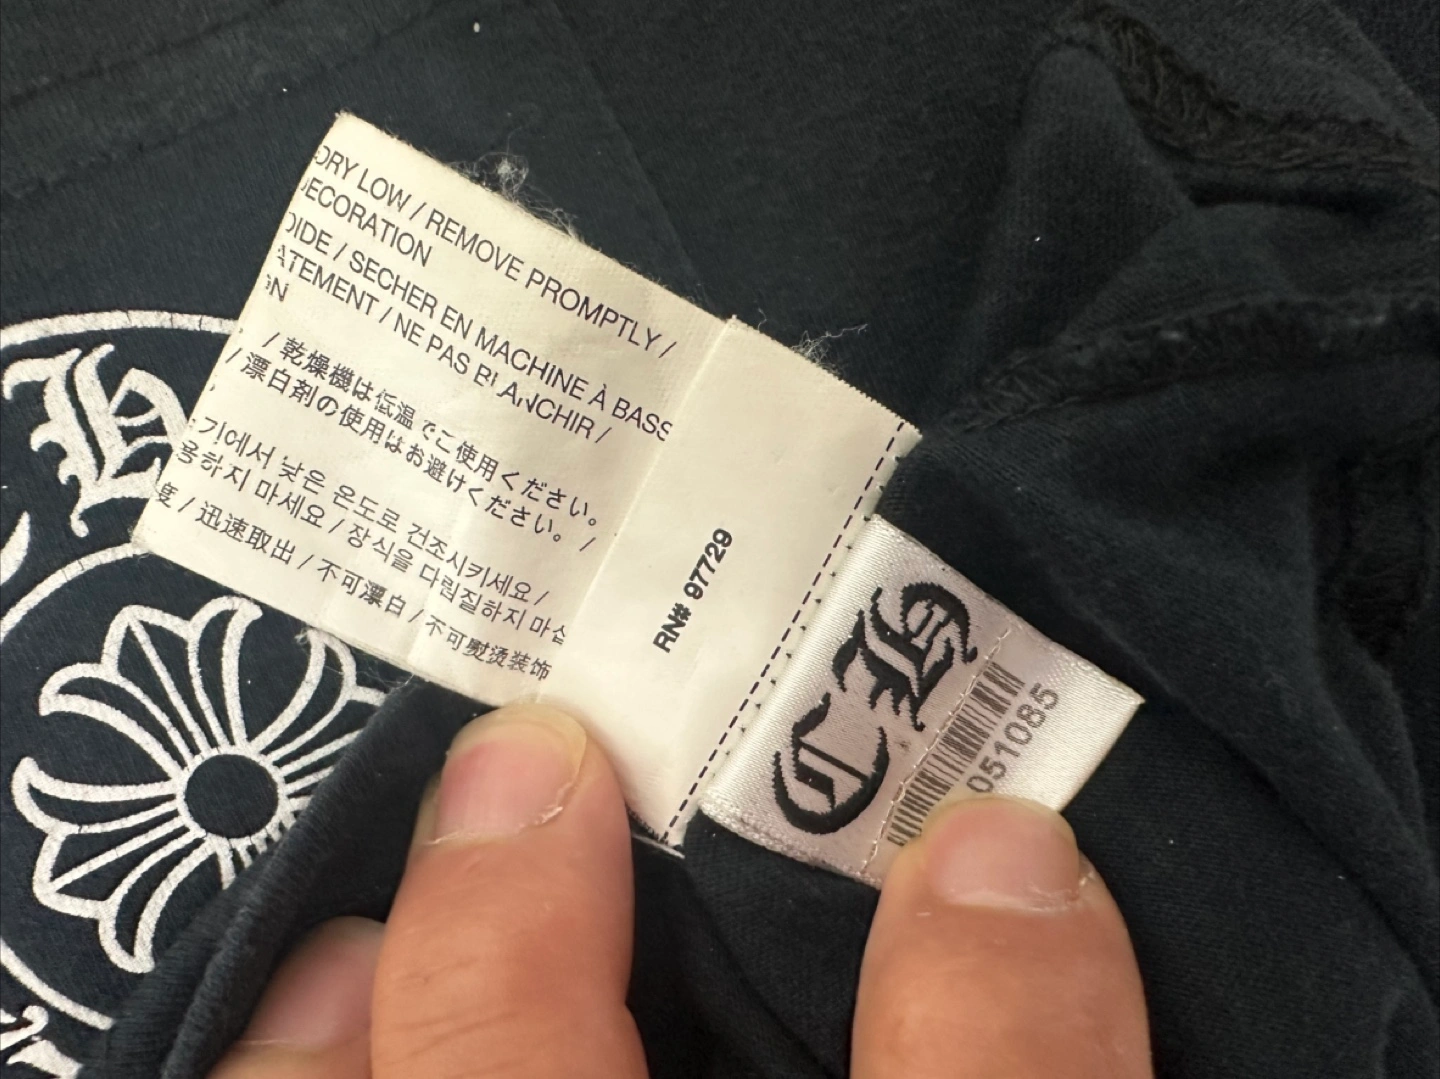 DRY LOW / REMOVE PROMPTLY /
DECORATION
OIDE / SECHER EN MACHINE À BASS
ATEMENT / NE PAS BLANCHIR /
N
/ 乾燥機は低温でご使用ください。
/ 漂白剤の使用はお避けください。 /
기에서 낮은 온도로 건조시키세요 /
용하지 마세요 / 장식을 다림질하지 마십
度 / 迅速取出 / 不可漂白 / 不可熨烫装饰
RN# 97729
CH
051085
H